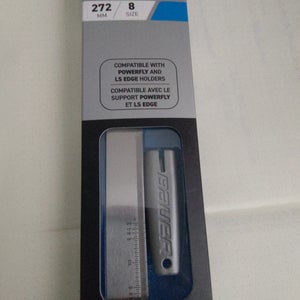 272 8
MM SIZE
COMPATIBLE WITH
POWERFLY AND
LS EDGE HOLDERS
COMPATIBLE AVEC LE
SUPPORT POWERFLY
ET LS EDGE
BAUER